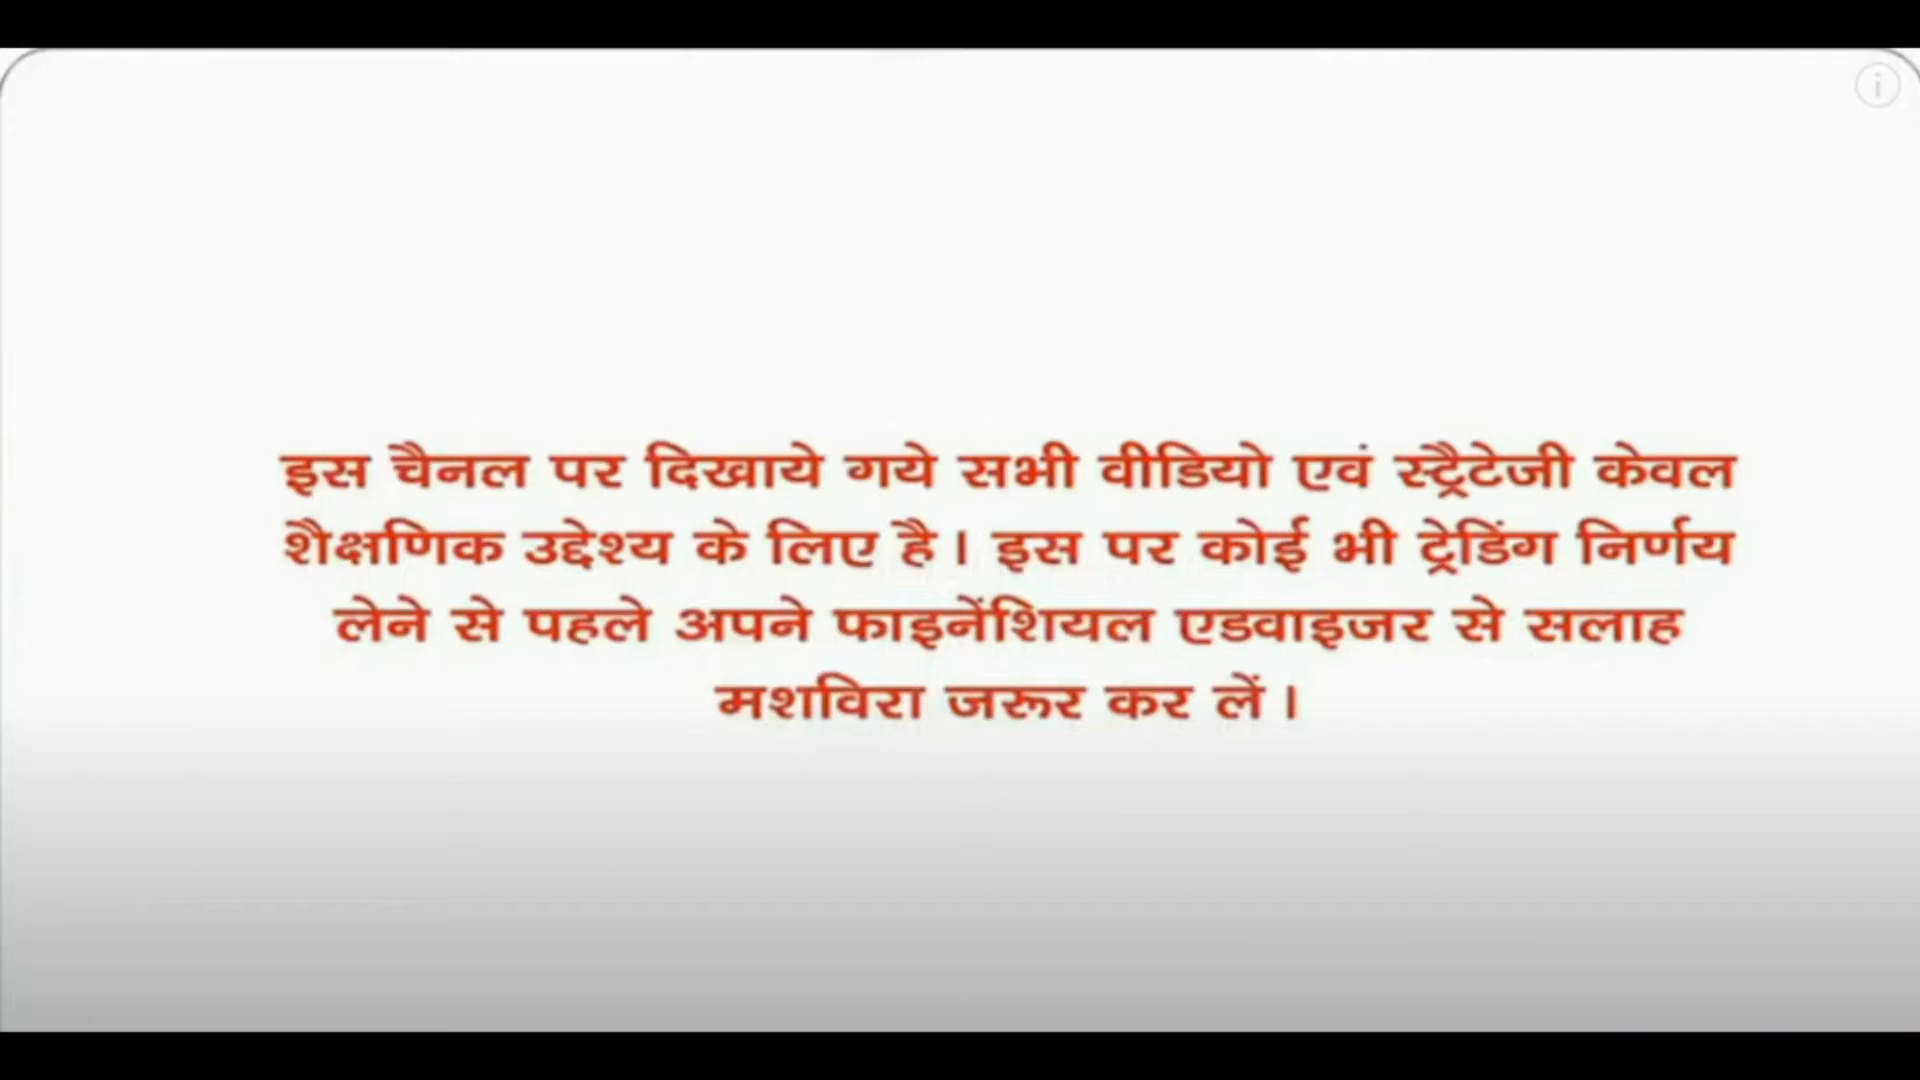 इस चैनल पर दिखाये गये सभी वीडियो एवं स्ट्रैटेजी केवल
शैक्षणिक उद्देश्य के लिए है। इस पर कोई भी ट्रेडिंग निर्णय
लेने से पहले अपने फाइनेंशियल एडवाइजर से सलाह
मशविरा जरूर कर लें।